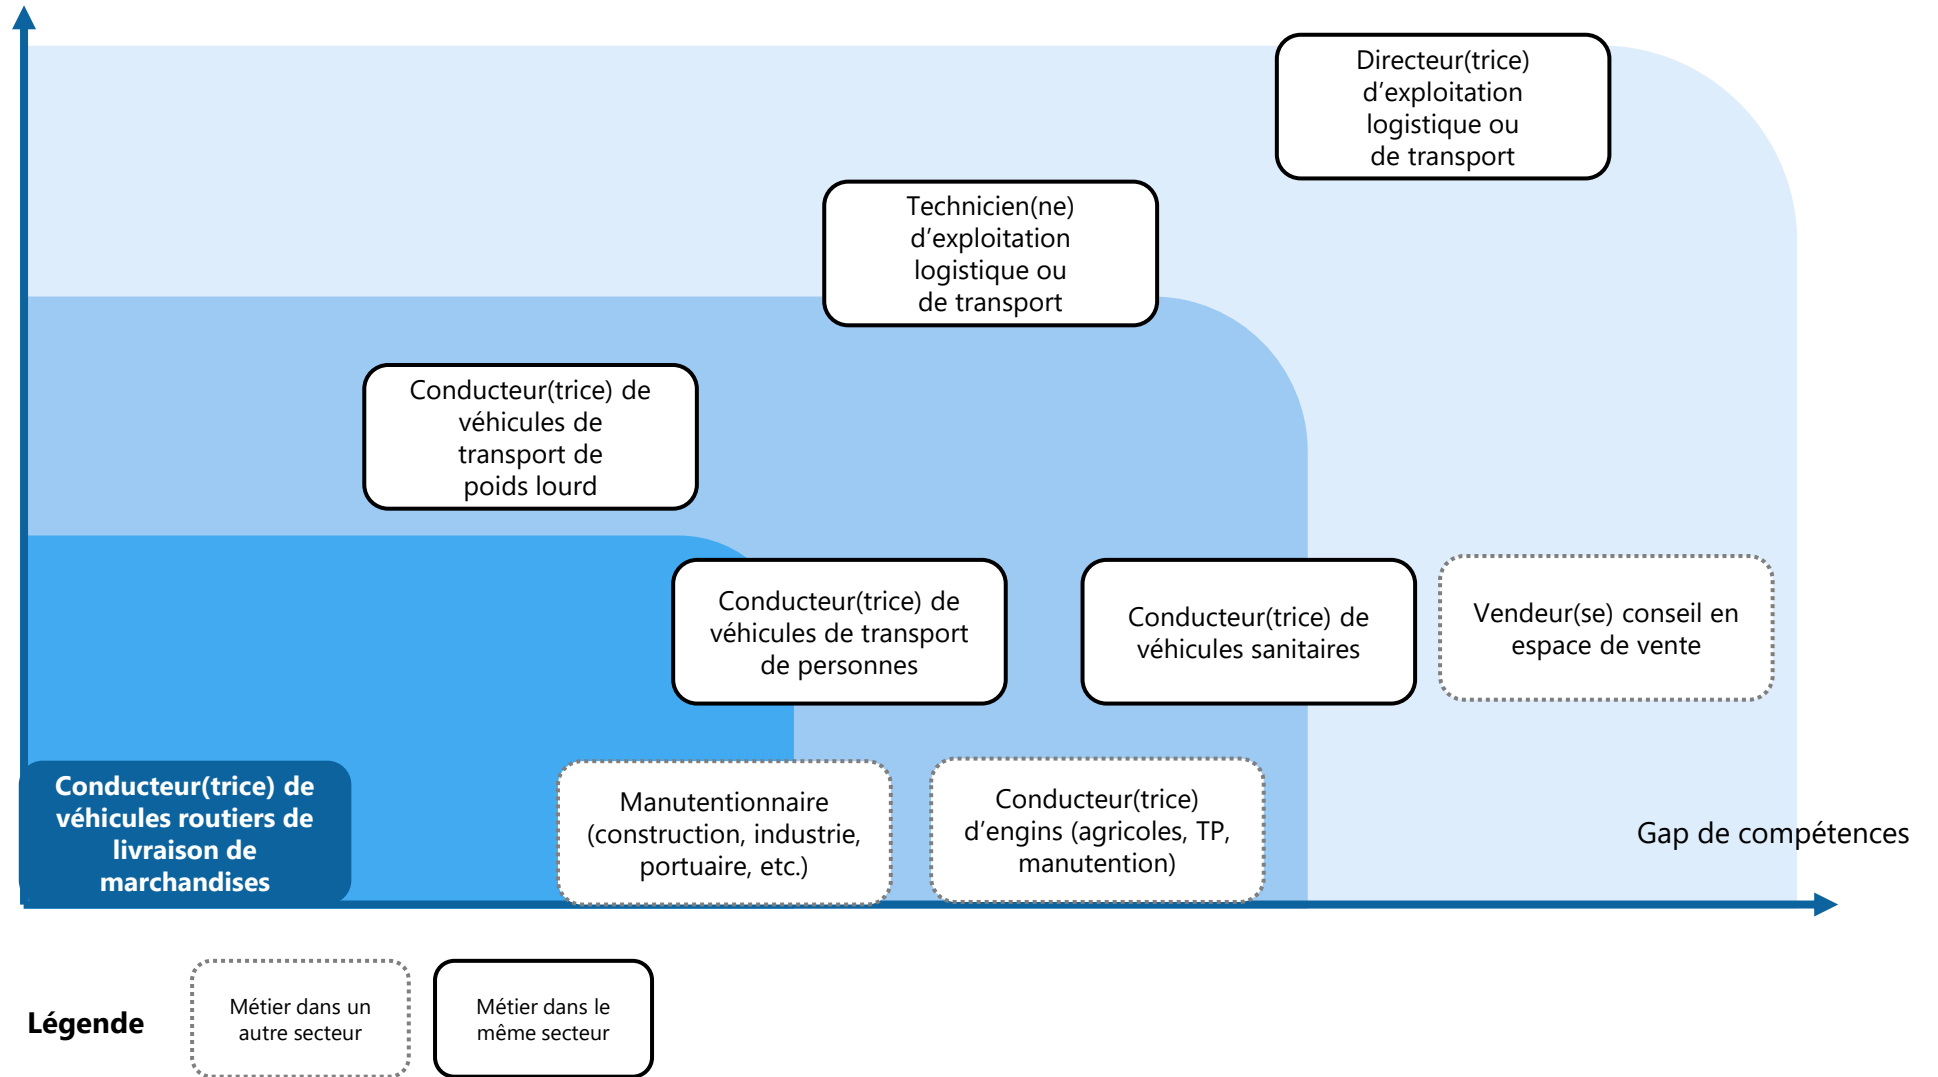 Directeur(trice)
d’exploitation
logistique ou
de transport
Technicien(ne)
d’exploitation
logistique ou
de transport
Conducteur(trice) de
véhicules de
transport de
poids lourd
Conducteur(trice) de
véhicules de transport
de personnes
Conducteur(trice) de
véhicules sanitaires
Vendeur(se) conseil en
espace de vente
Conducteur(trice) de
véhicules routiers de
livraison de
marchandises
Manutentionnaire
(construction, industrie,
portuaire, etc.)
Conducteur(trice)
d’engins (agricoles, TP,
manutention)
Gap de compétences
Légende
Métier dans un
autre secteur
Métier dans le
même secteur